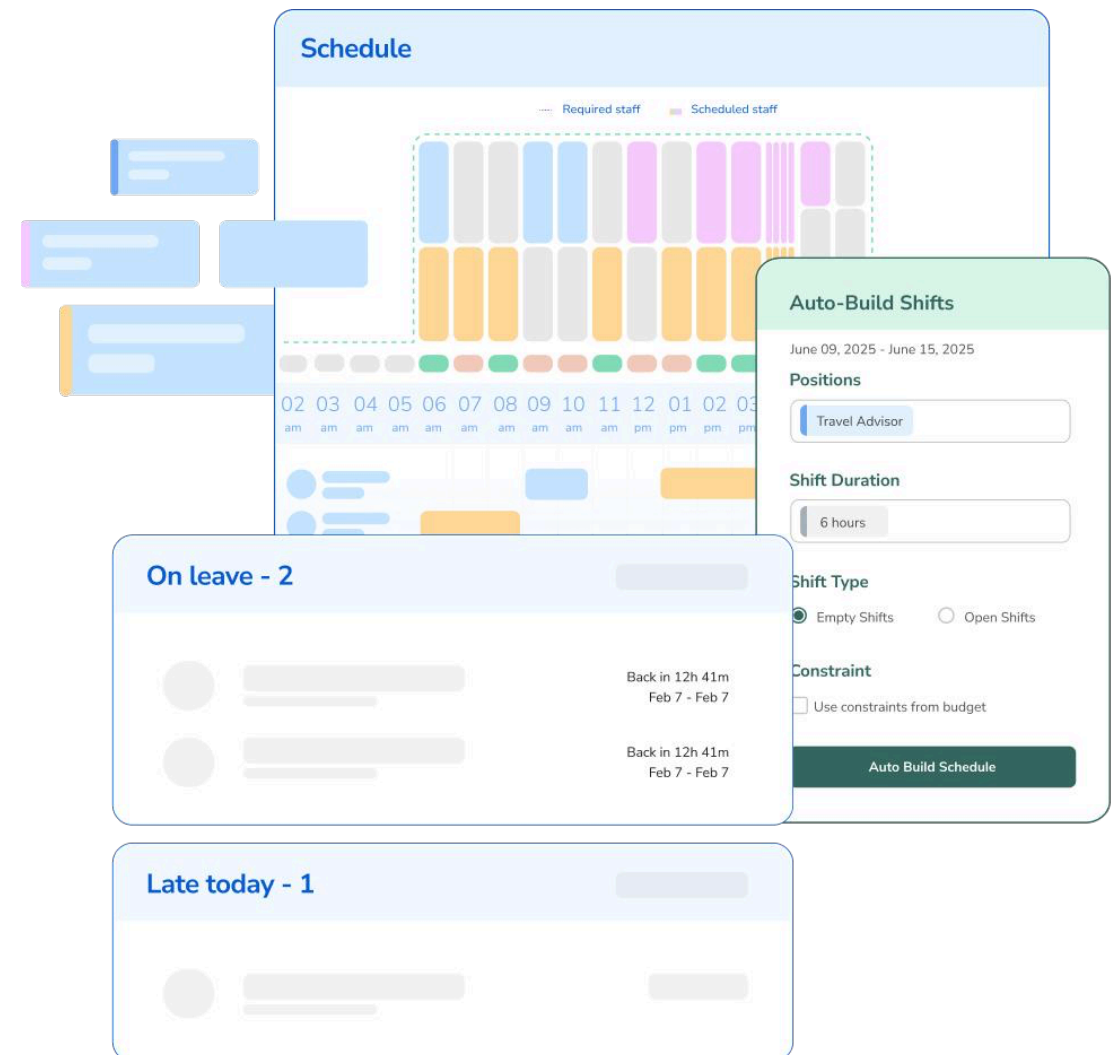 Schedule
Required staff
Scheduled staff
02 03 04 05 06 07 08 09 10 11 12 01 02 03
am am am am am am am am am am pm pm pm pm
Auto-Build Shifts
June 09, 2025 - June 15, 2025
Positions
Travel Advisor
Shift Duration
6 hours
Shift Type
Empty Shifts
Open Shifts
Constraint
Use constraints from budget
Auto Build Schedule
On leave - 2
Back in 12h 41m
Feb 7 - Feb 7
Back in 12h 41m
Feb 7 - Feb 7
Late today - 1